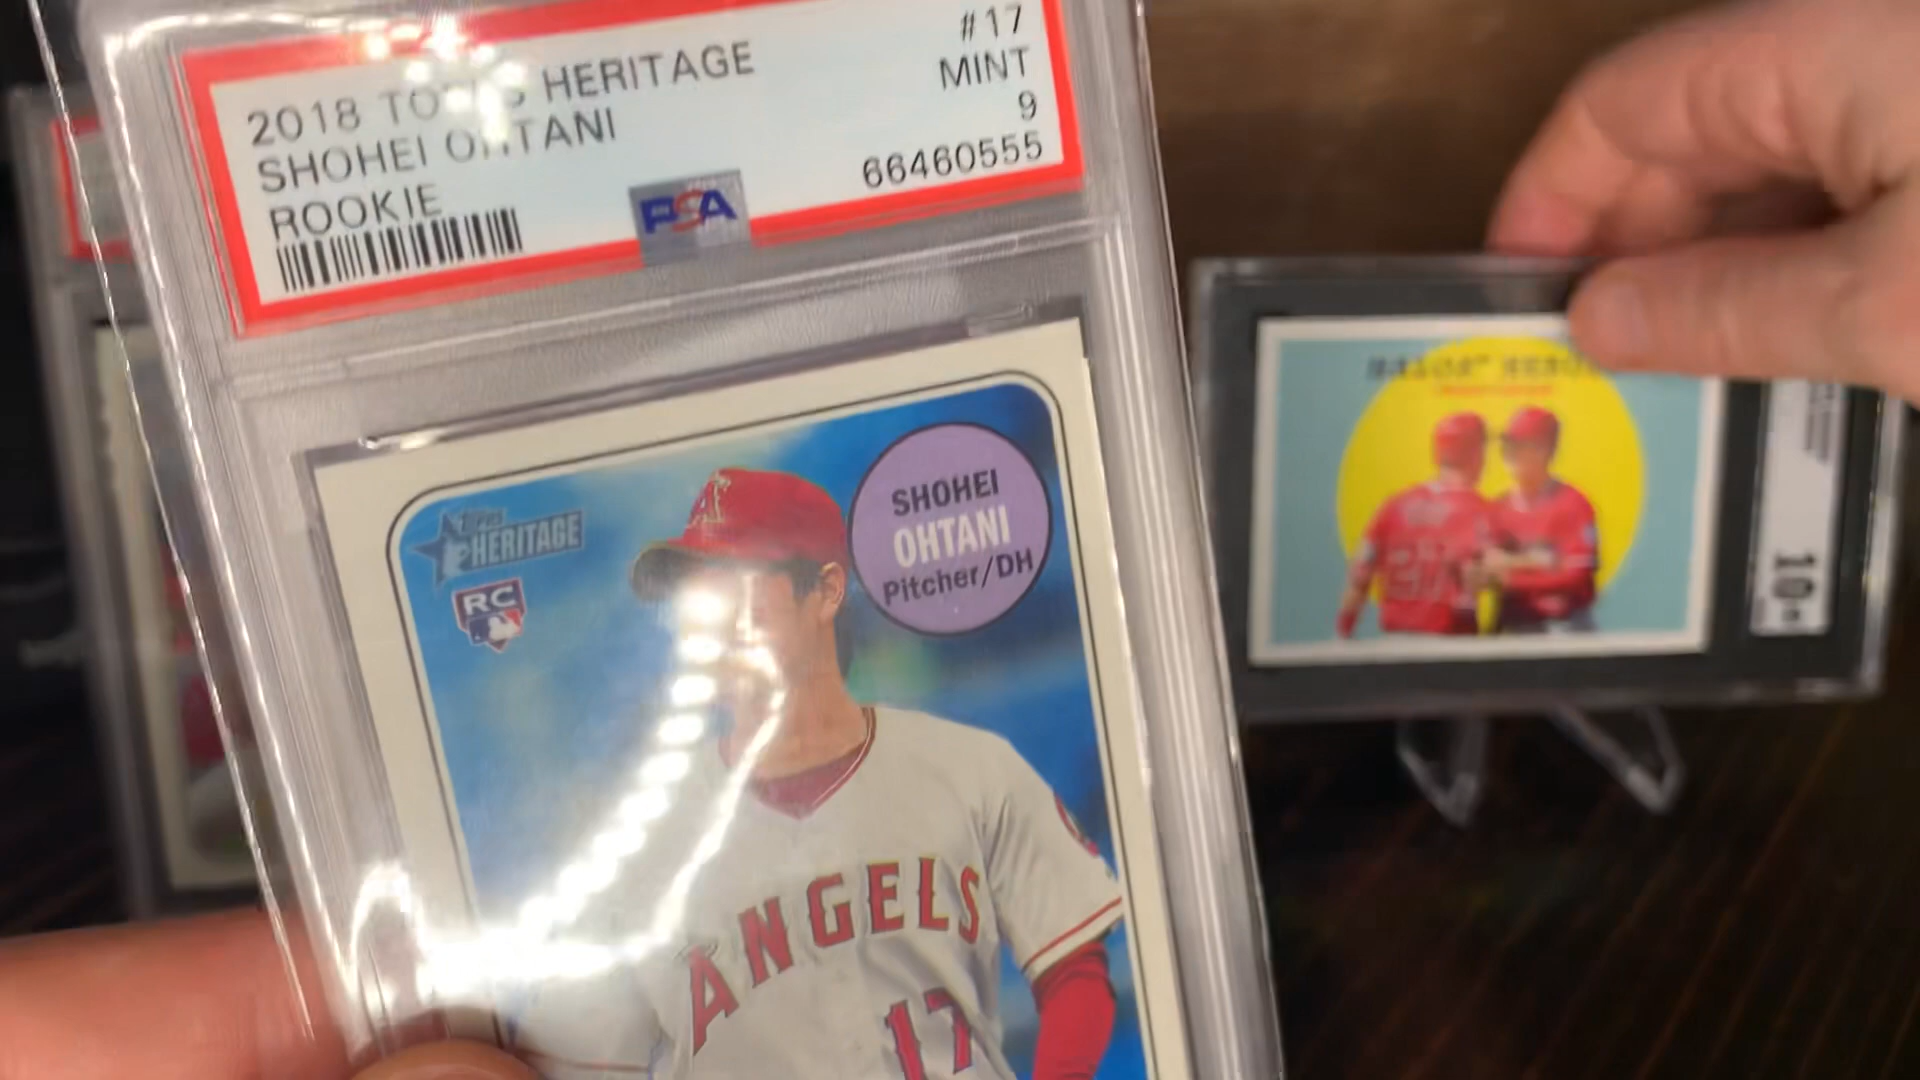 2018 TOPPS HERITAGE
#17
SHOHEI OHTANI
MINT
ROOKIE
9
66460555
PSA
HERITAGE
RC
SHOHEI
OHTANI
Pitcher/DH
A
ANGELS
17
10